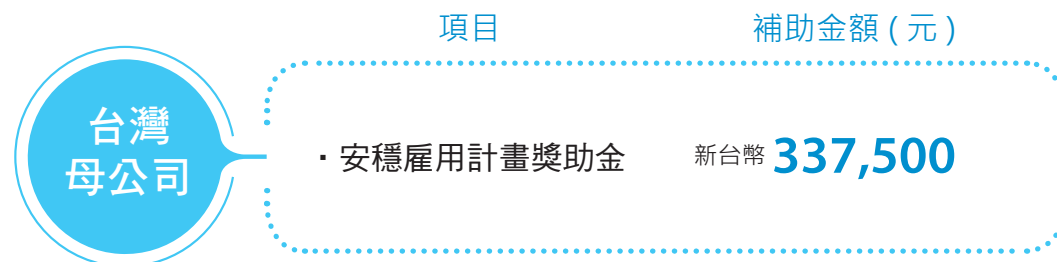 項目
補助金額 ( 元 )
台灣
母公司
・安穩雇用計畫獎助金
新台幣 337,500